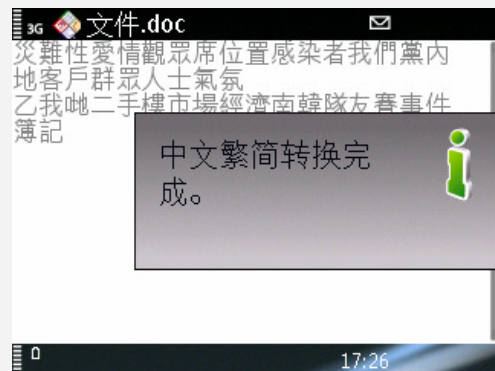 3G 文件.doc
災難性愛情觀眾席位置感染者我們黨內
地客戶群眾人士氣氛
乙我哋二手樓市場經濟南韓隊友賽事件
簿記
中文繁简转换完
成。
17:26